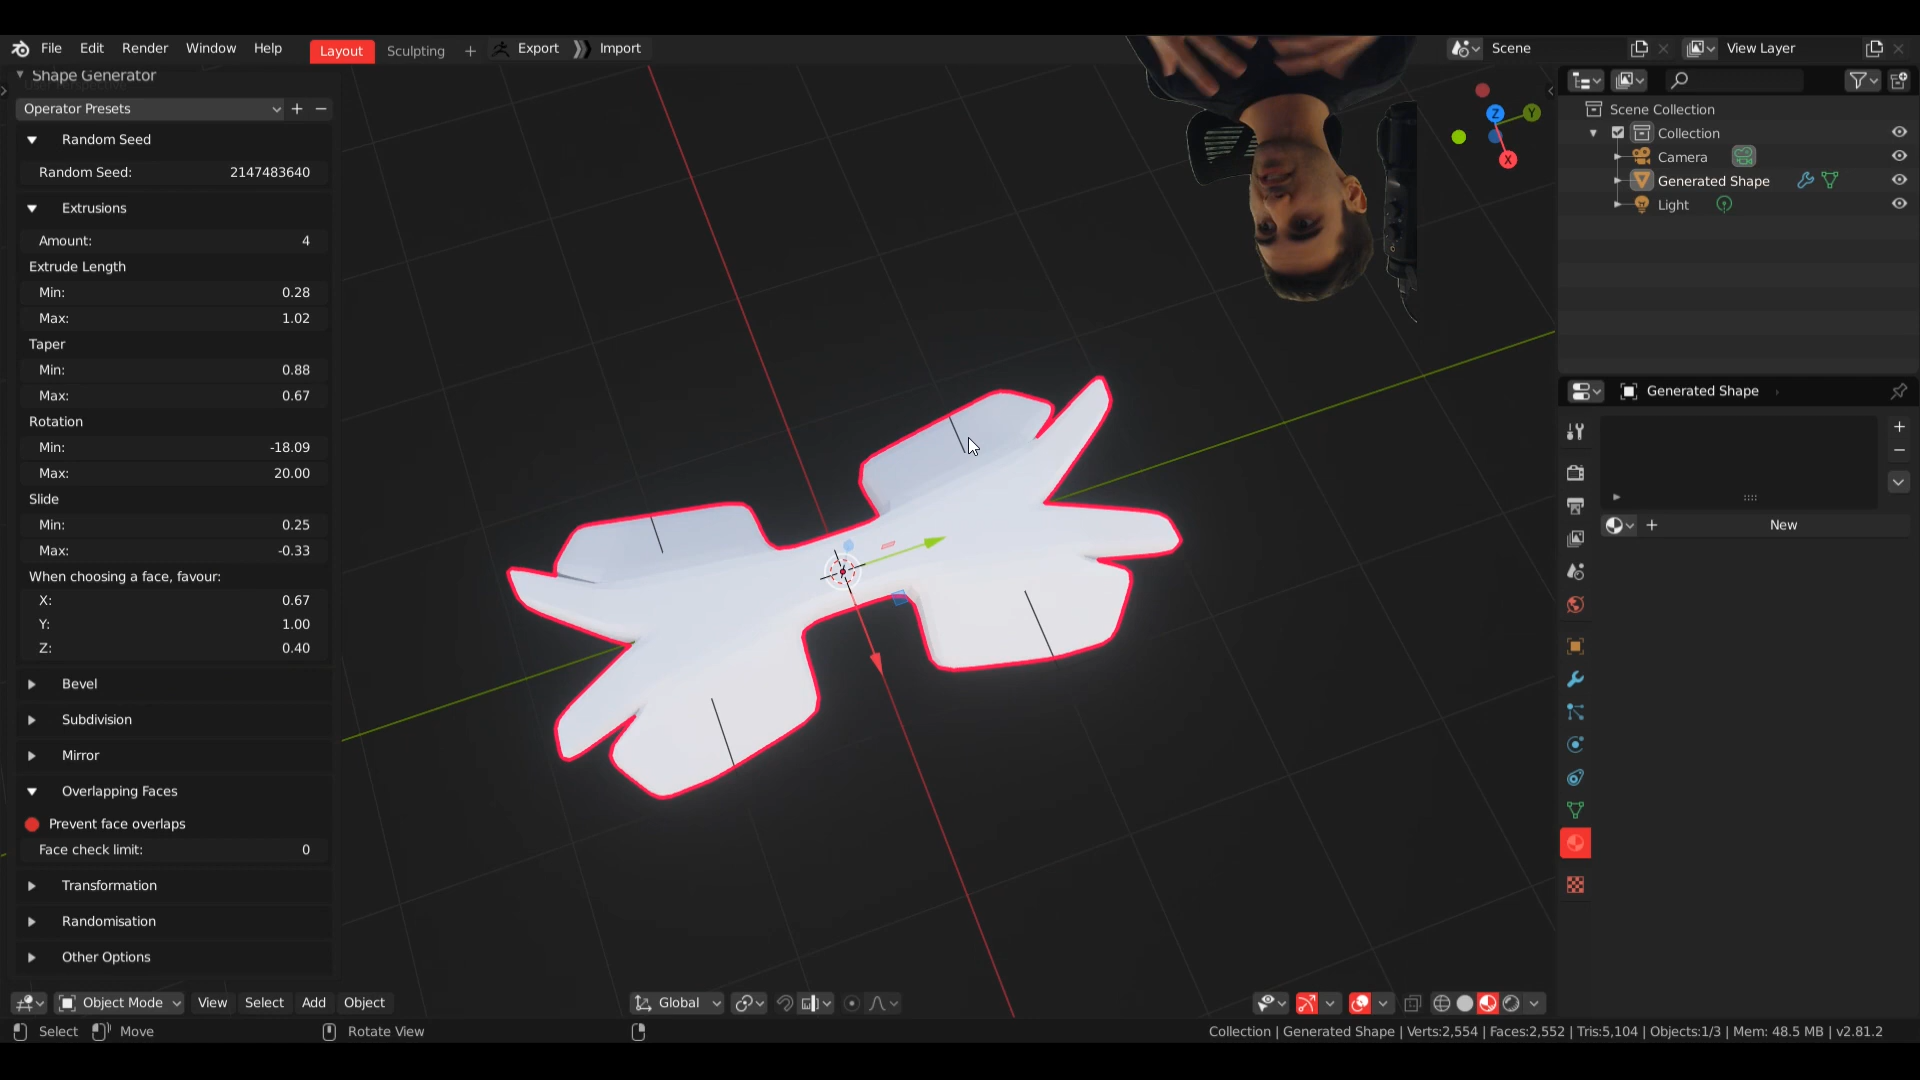 File Edit Render Window Help Layout Sculpting + Export Import Scene View Layer
Shape Generator
Operator Presets
Random Seed
Random Seed: 2147483640
Extrusions
Amount: 4
Extrude Length
Min: 0.28
Max: 1.02
Taper
Min: 0.88
Max: 0.67
Rotation
Min: -18.09
Max: 20.00
Slide
Min: 0.25
Max: -0.33
When choosing a face, favour:
X: 0.67
Y: 1.00
Z: 0.40
Bevel
Subdivision
Mirror
Overlapping Faces
Prevent face overlaps
Face check limit: 0
Transformation
Randomisation
Other Options
Z
Y
X
Scene Collection
Collection
Camera
Generated Shape
Light
Generated Shape
New
Object Mode View Select Add Object Global
Select Move Rotate View Collection | Generated Shape | Verts:2,554 | Faces:2,552 | Tris:5,104 | Objects:1/3 | Mem: 48.5 MB | v2.81.2